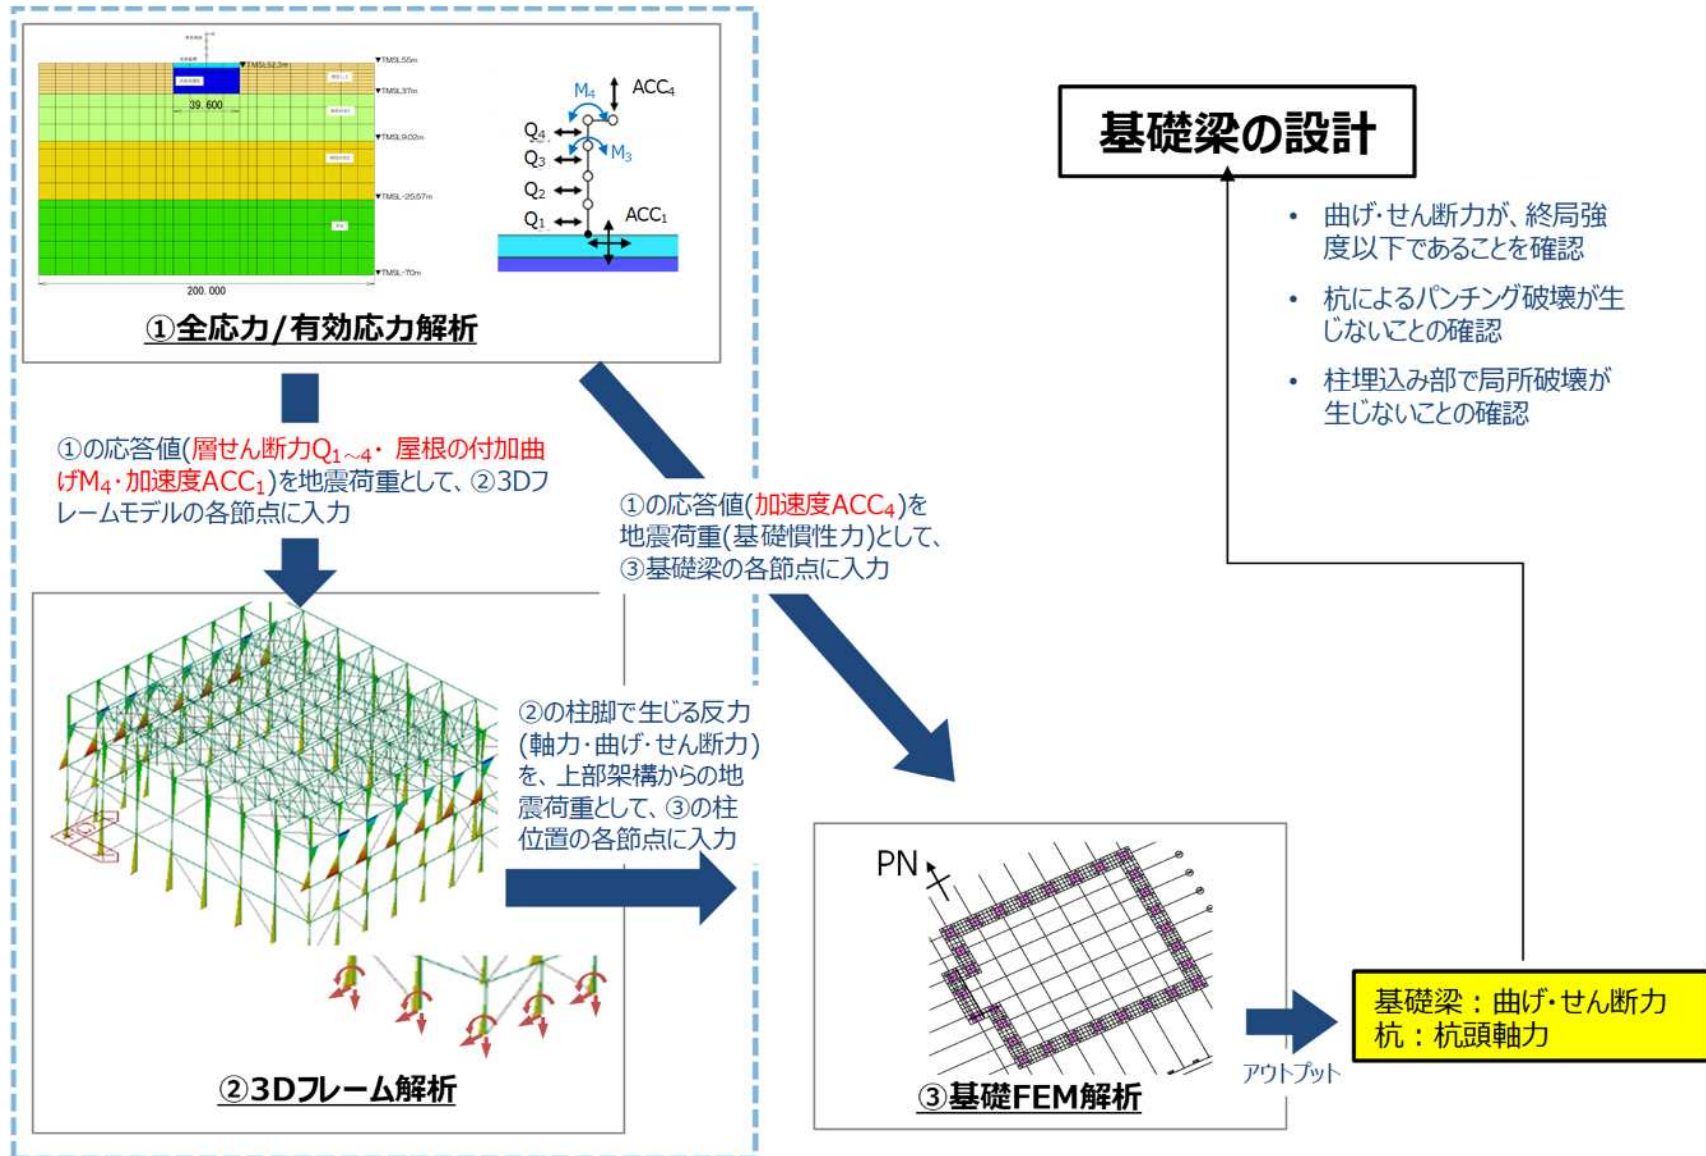 ▼TMSL55m
▼TMSL52.3m
▼TMSL37m
39.600
▼TMSL9.02m
▼TMSL-25.57m
▼TMSL-70m
200.000
M4
ACC4
Q4
M3
Q3
Q2
Q1
ACC1
①全応力/有効応力解析
基礎梁の設計
• 曲げ・せん断力が、終局強
度以下であることを確認
• 杭によるパンチング破壊が生
じないことの確認
• 柱埋込み部で局所破壊が
生じないことの確認
①の応答値(層せん断力Q1~4・ 屋根の付加曲
げM4・加速度ACC1)を地震荷重として、②3Dフ
レームモデルの各節点に入力
①の応答値(加速度ACC4)を
地震荷重(基礎慣性力)として、
③基礎梁の各節点に入力
②の柱脚で生じる反力
(軸力・曲げ・せん断力)
を、上部架構からの地
震荷重として、③の柱
位置の各節点に入力
②3Dフレーム解析
PN
③基礎FEM解析
アウトプット
基礎梁：曲げ・せん断力
杭：杭頭軸力